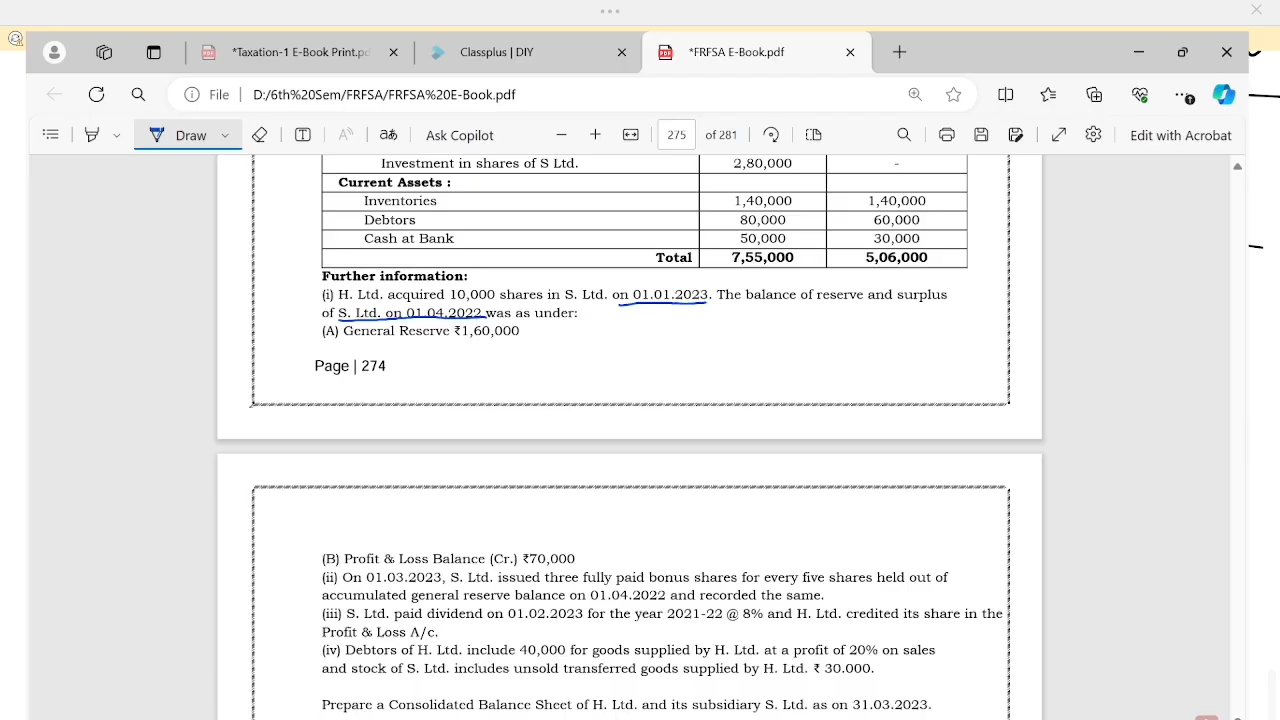 *Taxation-1 E-Book Print.pd
Classplus | DIY
*FRFSA E-Book.pdf
File | D:/6th%20Sem/FRFSA/FRFSA%20E-Book.pdf
Draw
Ask Copilot
275 of 281
Edit with Acrobat
Investment in shares of S Ltd. 2,80,000 -
Current Assets :
Inventories 1,40,000 1,40,000
Debtors 80,000 60,000
Cash at Bank 50,000 30,000
Total 7,55,000 5,06,000
Further information:
(i) H. Ltd. acquired 10,000 shares in S. Ltd. on 01.01.2023. The balance of reserve and surplus
of S. Ltd. on 01.04.2022 was as under:
(A) General Reserve ₹1,60,000
Page | 274
(B) Profit & Loss Balance (Cr.) ₹70,000
(ii) On 01.03.2023, S. Ltd. issued three fully paid bonus shares for every five shares held out of
accumulated general reserve balance on 01.04.2022 and recorded the same.
(iii) S. Ltd. paid dividend on 01.02.2023 for the year 2021-22 @ 8% and H. Ltd. credited its share in the
Profit & Loss A/c.
(iv) Debtors of H. Ltd. include 40,000 for goods supplied by H. Ltd. at a profit of 20% on sales
and stock of S. Ltd. includes unsold transferred goods supplied by H. Ltd. ₹ 30.000.
Prepare a Consolidated Balance Sheet of H. Ltd. and its subsidiary S. Ltd. as on 31.03.2023.